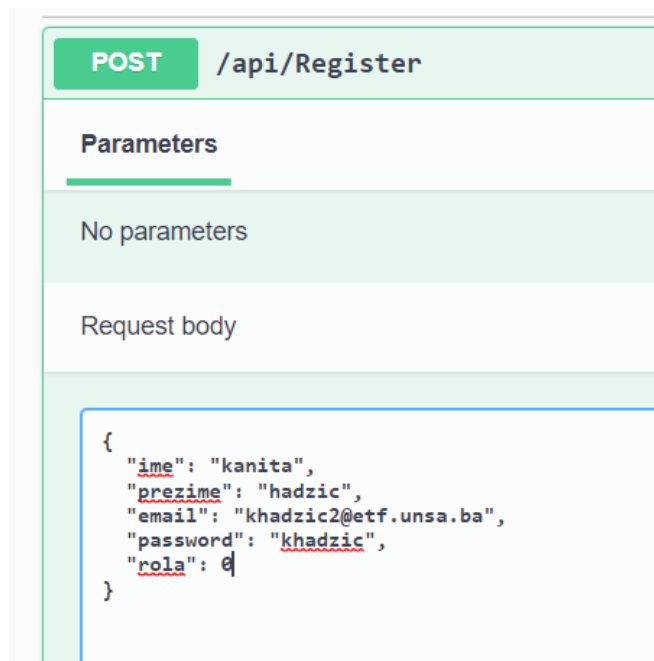 POST /api/Register
Parameters
No parameters
Request body
{
"ime": "kanita",
"prezime": "hadzic",
"email": "khadzic2@etf.unsa.ba",
"password": "khadzic",
"rola": 0
}